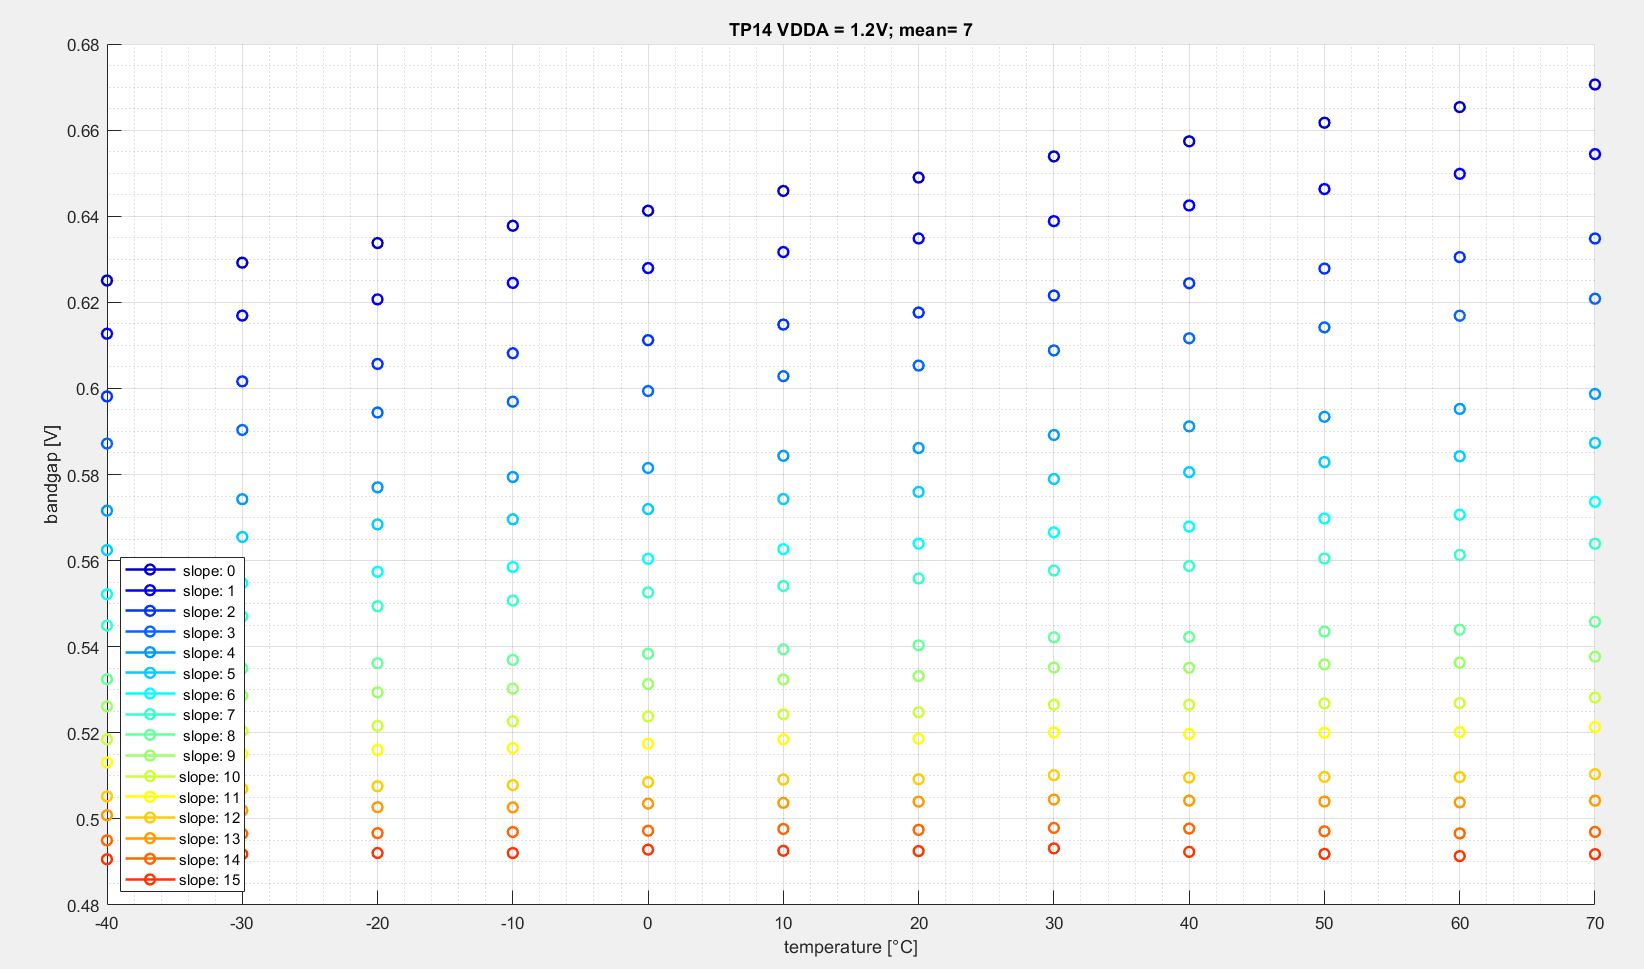 TP14 VDDA = 1.2V; mean= 7
0.68
0.66
0.64
0.62
0.6
0.58
0.56
0.54
0.52
0.5
0.48
bandgap [V]
slope: 0
slope: 1
slope: 2
slope: 3
slope: 4
slope: 5
slope: 6
slope: 7
slope: 8
slope: 9
slope: 10
slope: 11
slope: 12
slope: 13
slope: 14
slope: 15
-40 -30 -20 -10 0 10 20 30 40 50 60 70
temperature [°C]